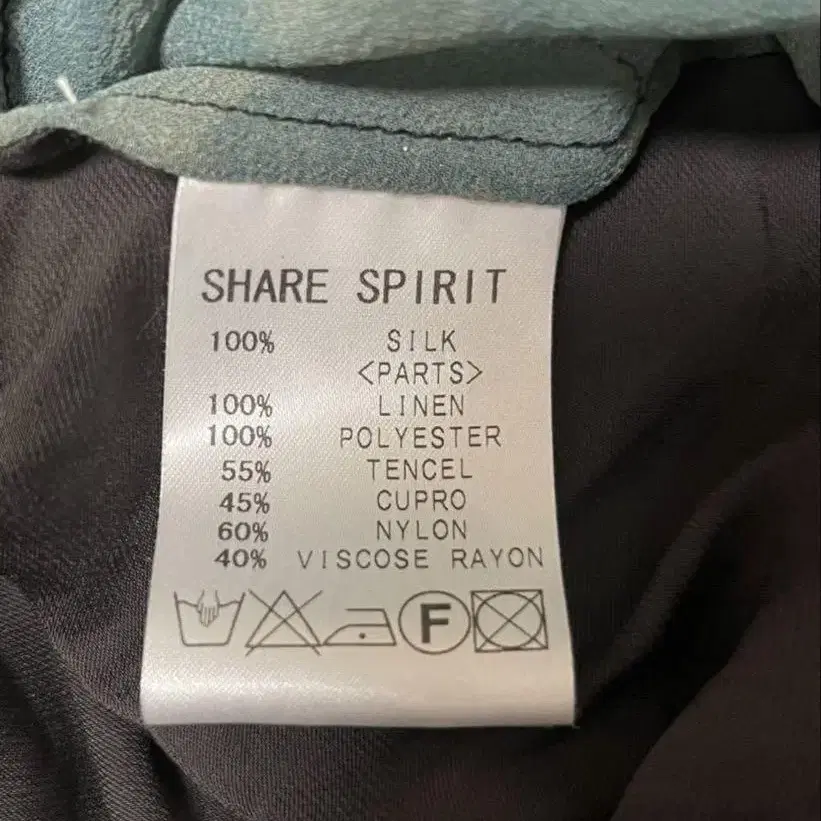 SHARE SPIRIT
100% SILK
<PARTS>
100% LINEN
100% POLYESTER
55% TENCEL
45% CUPRO
60% NYLON
40% VISCOSE RAYON
F